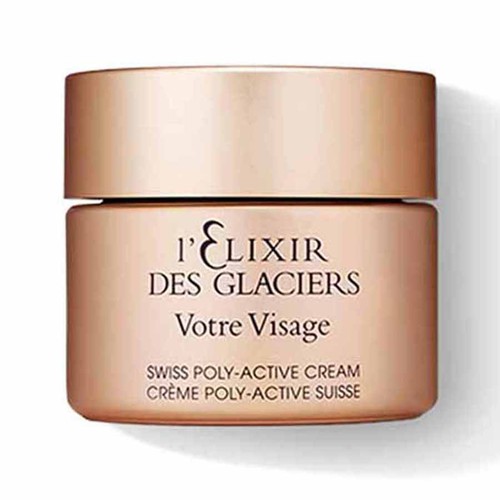 l'Elixir
DES GLACIERS
Votre Visage
SWISS POLY-ACTIVE CREAM
CRÈME POLY-ACTIVE SUISSE